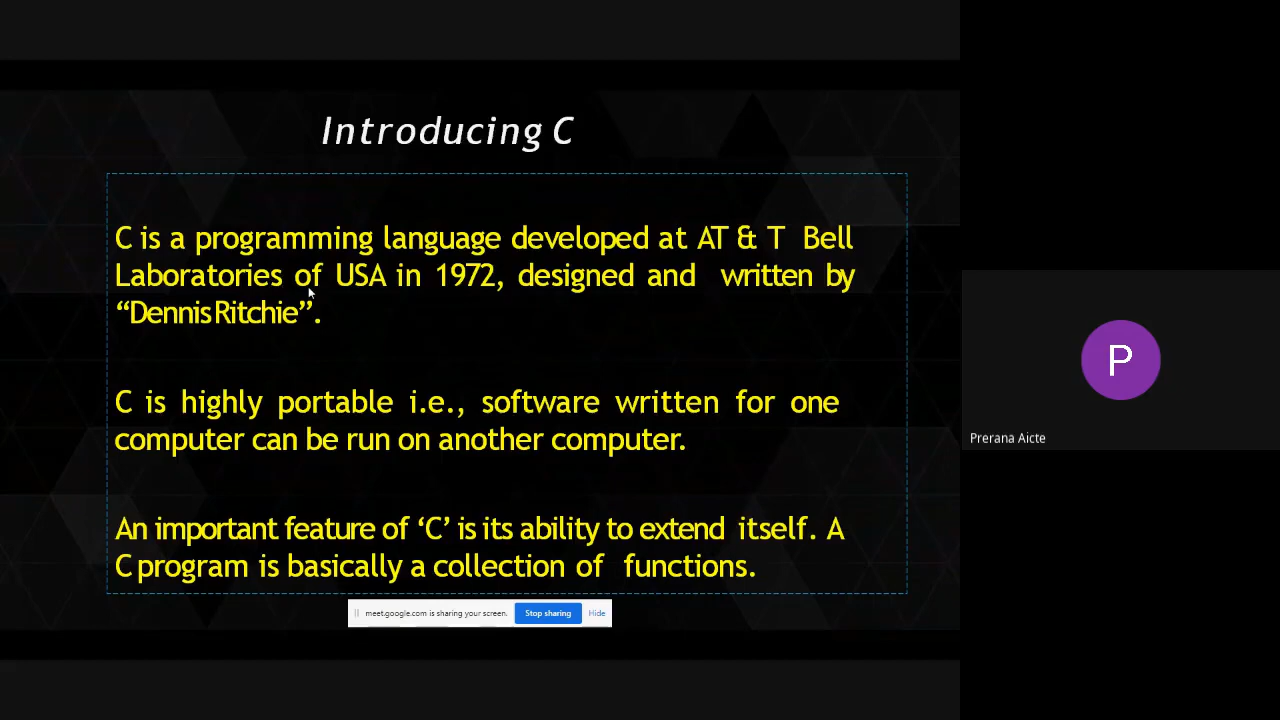 Introducing C
C is a programming language developed at AT & T Bell
Laboratories of USA in 1972, designed and written by
“Dennis Ritchie”.
C is highly portable i.e., software written for one
computer can be run on another computer.
An important feature of ‘C’ is its ability to extend itself. A
C program is basically a collection of functions.
meet.google.com is sharing your screen. Stop sharing Hide
P
Prerana Aicte